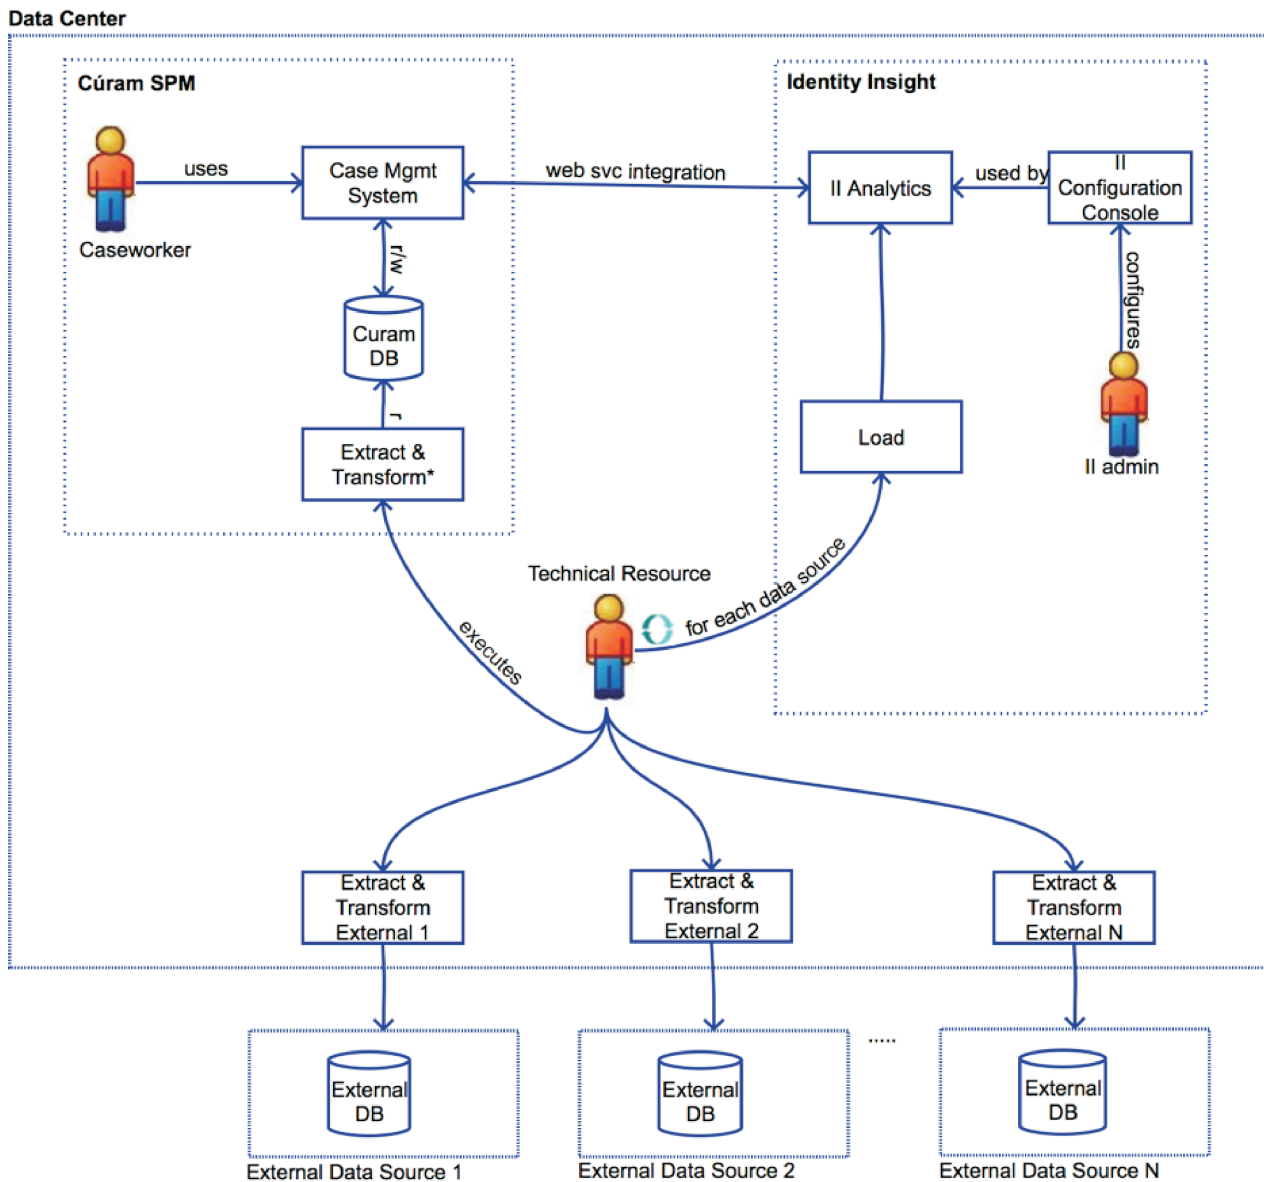 Data Center
Cúram SPM
Identity Insight
Caseworker
uses
Case Mgmt
System
web svc integration
II Analytics
used by
II
Configuration
Console
r/w
configures
Curam
DB
r
Extract &
Transform*
Load
II admin
Technical Resource
for each data source
executes
Extract &
Transform
External 1
Extract &
Transform
External 2
Extract &
Transform
External N
External
DB
External
DB
.....
External
DB
External Data Source 1
External Data Source 2
External Data Source N